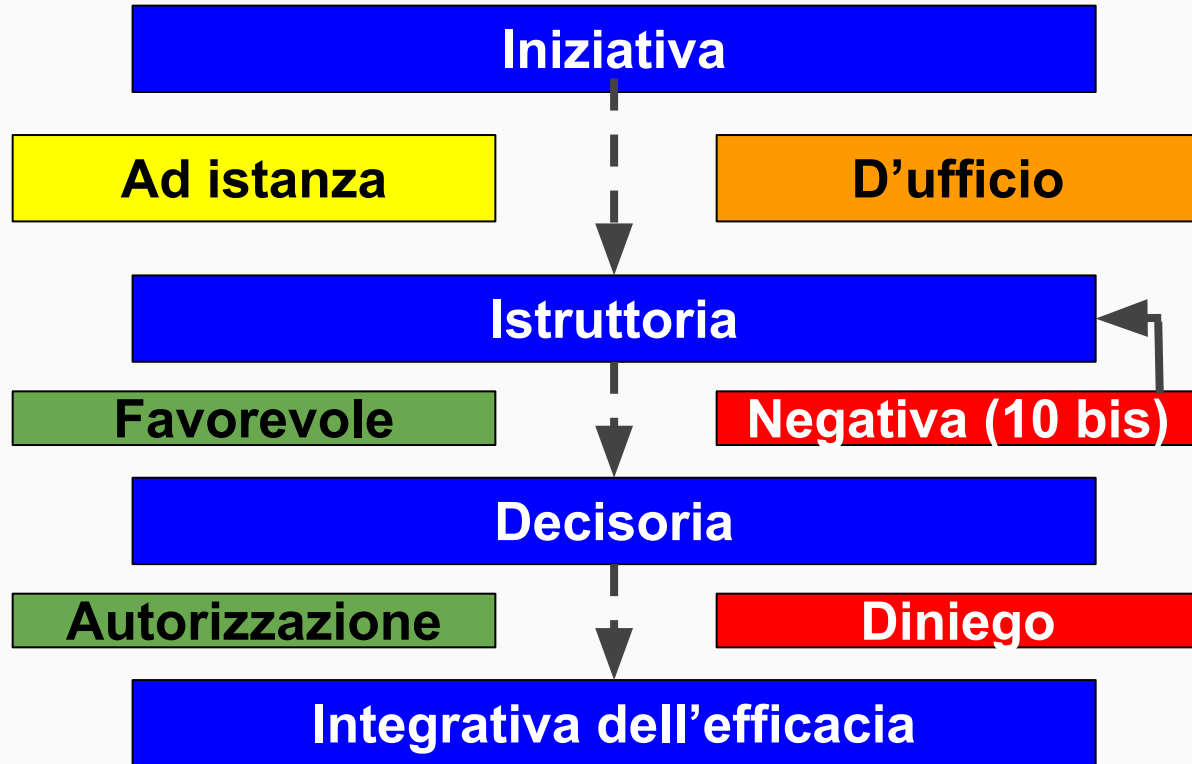 Iniziativa
Ad istanza
D’ufficio
Istruttoria
Favorevole
Negativa (10 bis)
Decisoria
Autorizzazione
Diniego
Integrativa dell’efficacia